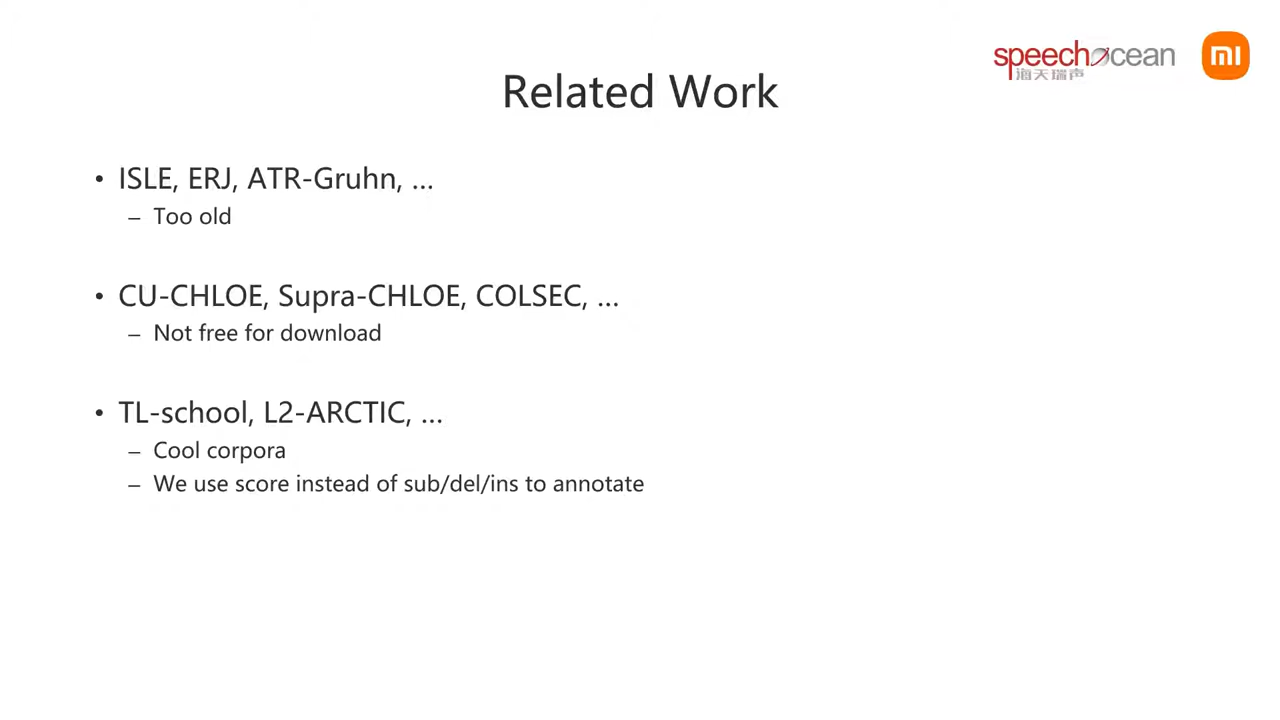 speechocean
海天瑞声
Related Work
• ISLE, ERJ, ATR-Gruhn, ...
– Too old
• CU-CHLOE, Supra-CHLOE, COLSEC, ...
– Not free for download
• TL-school, L2-ARCTIC, ...
– Cool corpora
– We use score instead of sub/del/ins to annotate